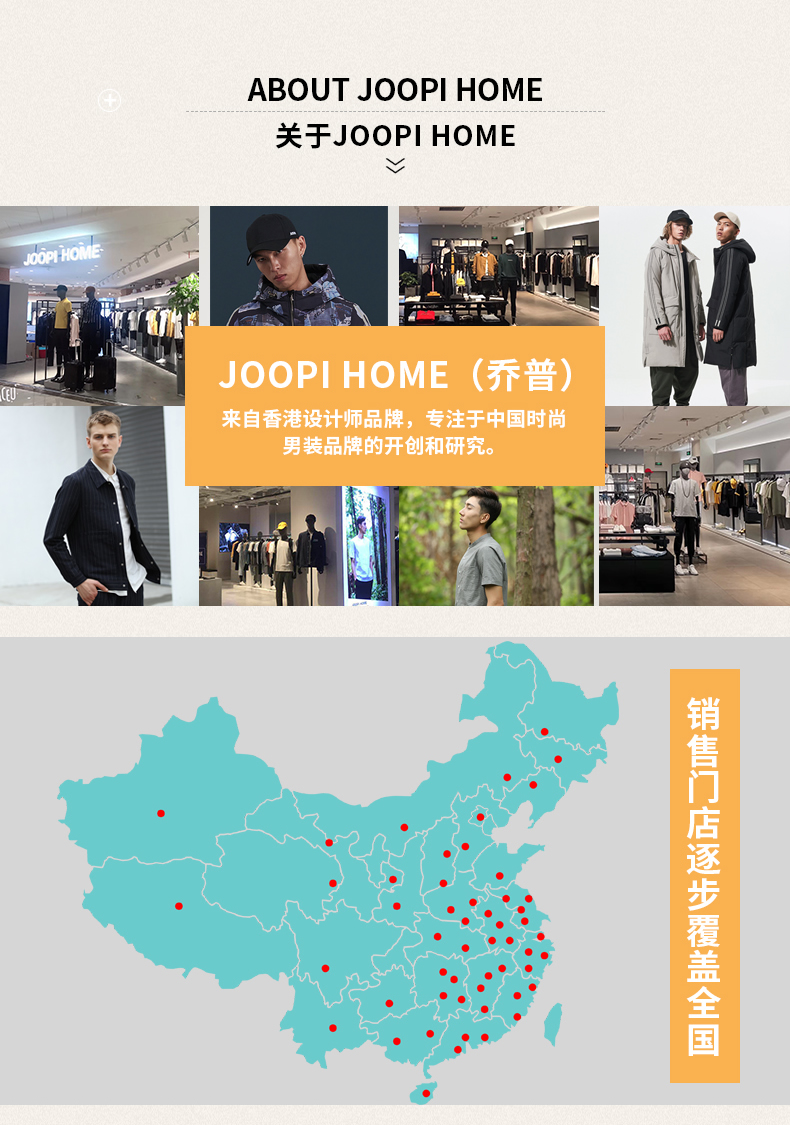 ABOUT JOOPI HOME
关于JOOPI HOME
JOOPI HOME
CEU
JOOPI HOME（乔普）
来自香港设计师品牌，专注于中国时尚
男装品牌的开创和研究。
销售门店逐步覆盖全国